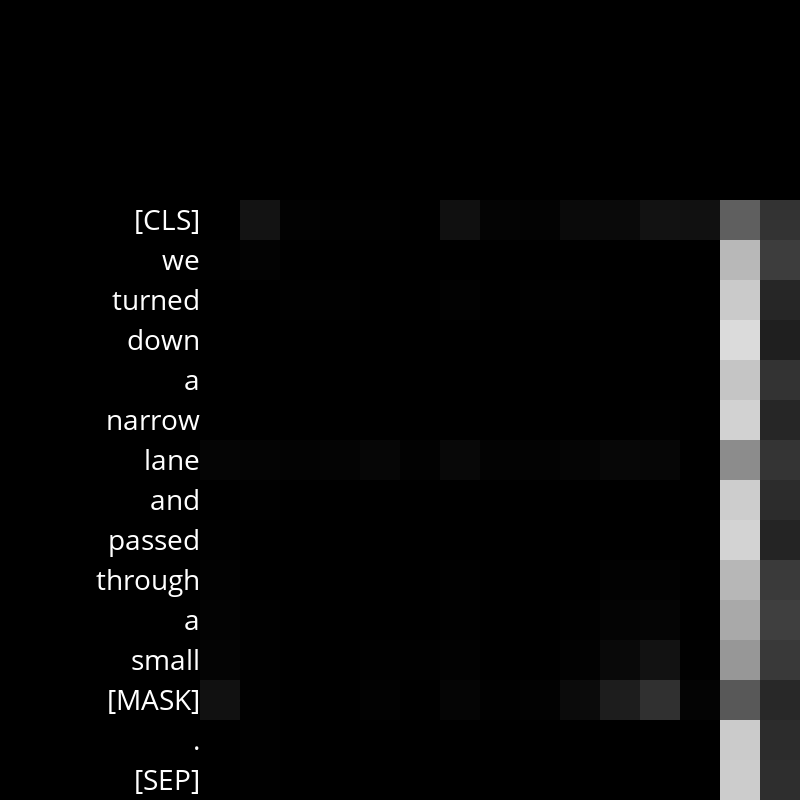 [CLS]
we
turned
down
a
narrow
lane
and
passed
through
a
small
[MASK]
.
[SEP]